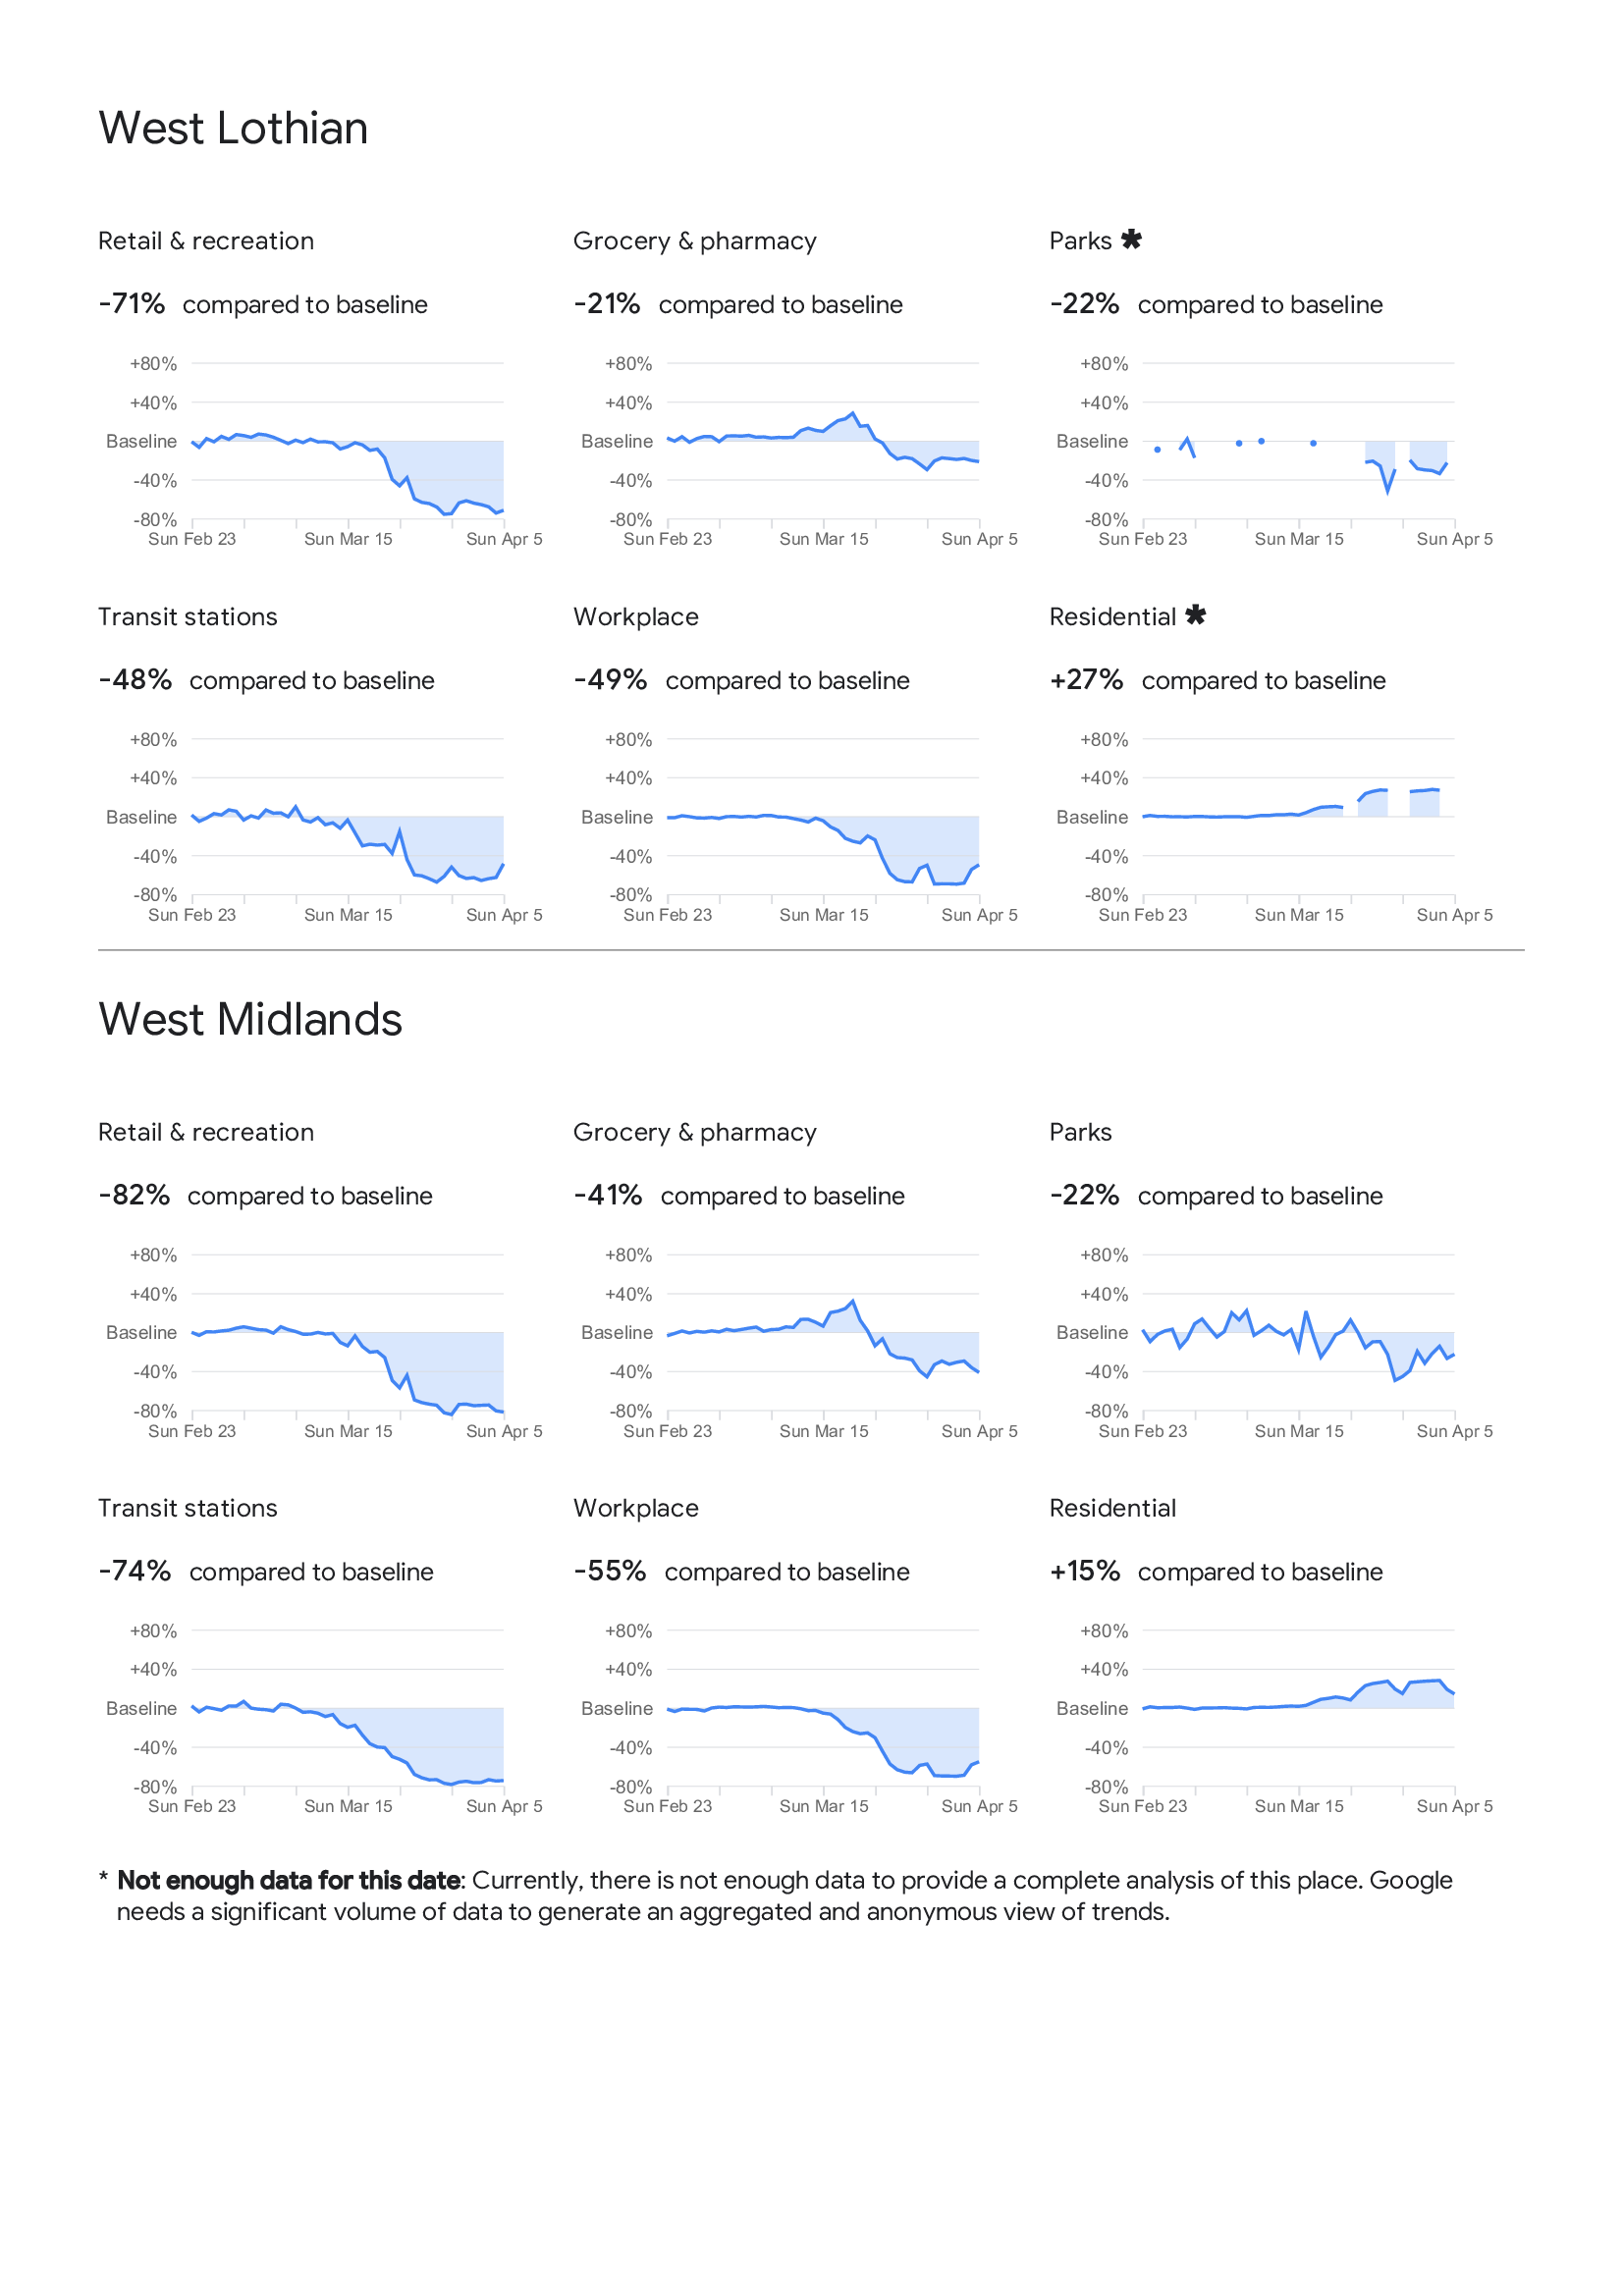 West Lothian
Retail & recreation
-71% compared to baseline
+80%
+40%
Baseline
-40%
-80%
Sun Feb 23 Sun Mar 15 Sun Apr 5
Grocery & pharmacy
-21% compared to baseline
+80%
+40%
Baseline
-40%
-80%
Sun Feb 23 Sun Mar 15 Sun Apr 5
Parks *
-22% compared to baseline
+80%
+40%
Baseline
-40%
-80%
Sun Feb 23 Sun Mar 15 Sun Apr 5
Transit stations
-48% compared to baseline
+80%
+40%
Baseline
-40%
-80%
Sun Feb 23 Sun Mar 15 Sun Apr 5
Workplace
-49% compared to baseline
+80%
+40%
Baseline
-40%
-80%
Sun Feb 23 Sun Mar 15 Sun Apr 5
Residential *
+27% compared to baseline
+80%
+40%
Baseline
-40%
-80%
Sun Feb 23 Sun Mar 15 Sun Apr 5
West Midlands
Retail & recreation
-82% compared to baseline
+80%
+40%
Baseline
-40%
-80%
Sun Feb 23 Sun Mar 15 Sun Apr 5
Grocery & pharmacy
-41% compared to baseline
+80%
+40%
Baseline
-40%
-80%
Sun Feb 23 Sun Mar 15 Sun Apr 5
Parks
-22% compared to baseline
+80%
+40%
Baseline
-40%
-80%
Sun Feb 23 Sun Mar 15 Sun Apr 5
Transit stations
-74% compared to baseline
+80%
+40%
Baseline
-40%
-80%
Sun Feb 23 Sun Mar 15 Sun Apr 5
Workplace
-55% compared to baseline
+80%
+40%
Baseline
-40%
-80%
Sun Feb 23 Sun Mar 15 Sun Apr 5
Residential
+15% compared to baseline
+80%
+40%
Baseline
-40%
-80%
Sun Feb 23 Sun Mar 15 Sun Apr 5
* Not enough data for this date: Currently, there is not enough data to provide a complete analysis of this place. Google
needs a significant volume of data to generate an aggregated and anonymous view of trends.